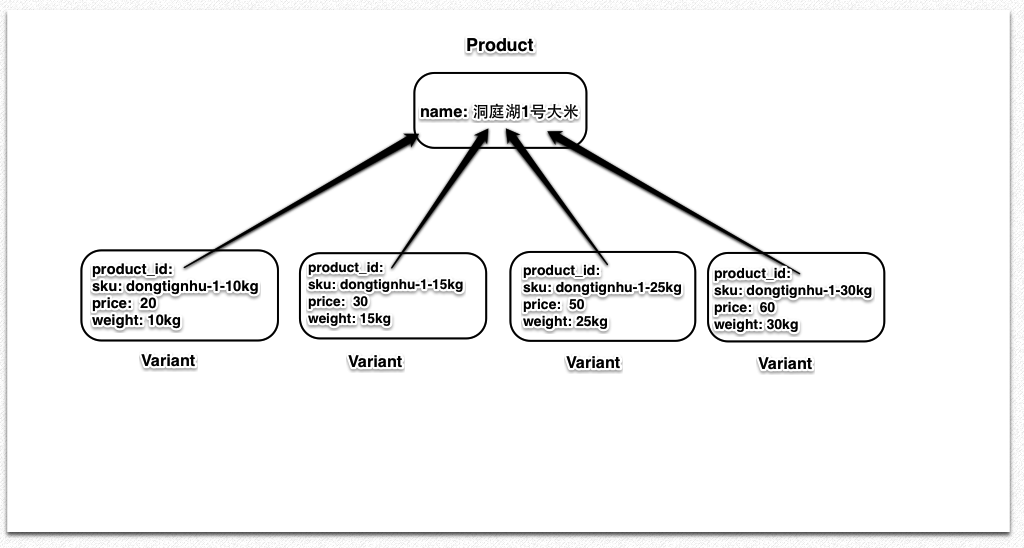 Product
name: 洞庭湖1号大米
product_id:
sku: dongtignhu-1-10kg
price: 20
weight: 10kg
Variant
product_id:
sku: dongtignhu-1-15kg
price: 30
weight: 15kg
Variant
product_id:
sku: dongtignhu-1-25kg
price: 50
weight: 25kg
Variant
product_id:
sku: dongtignhu-1-30kg
price: 60
weight: 30kg
Variant